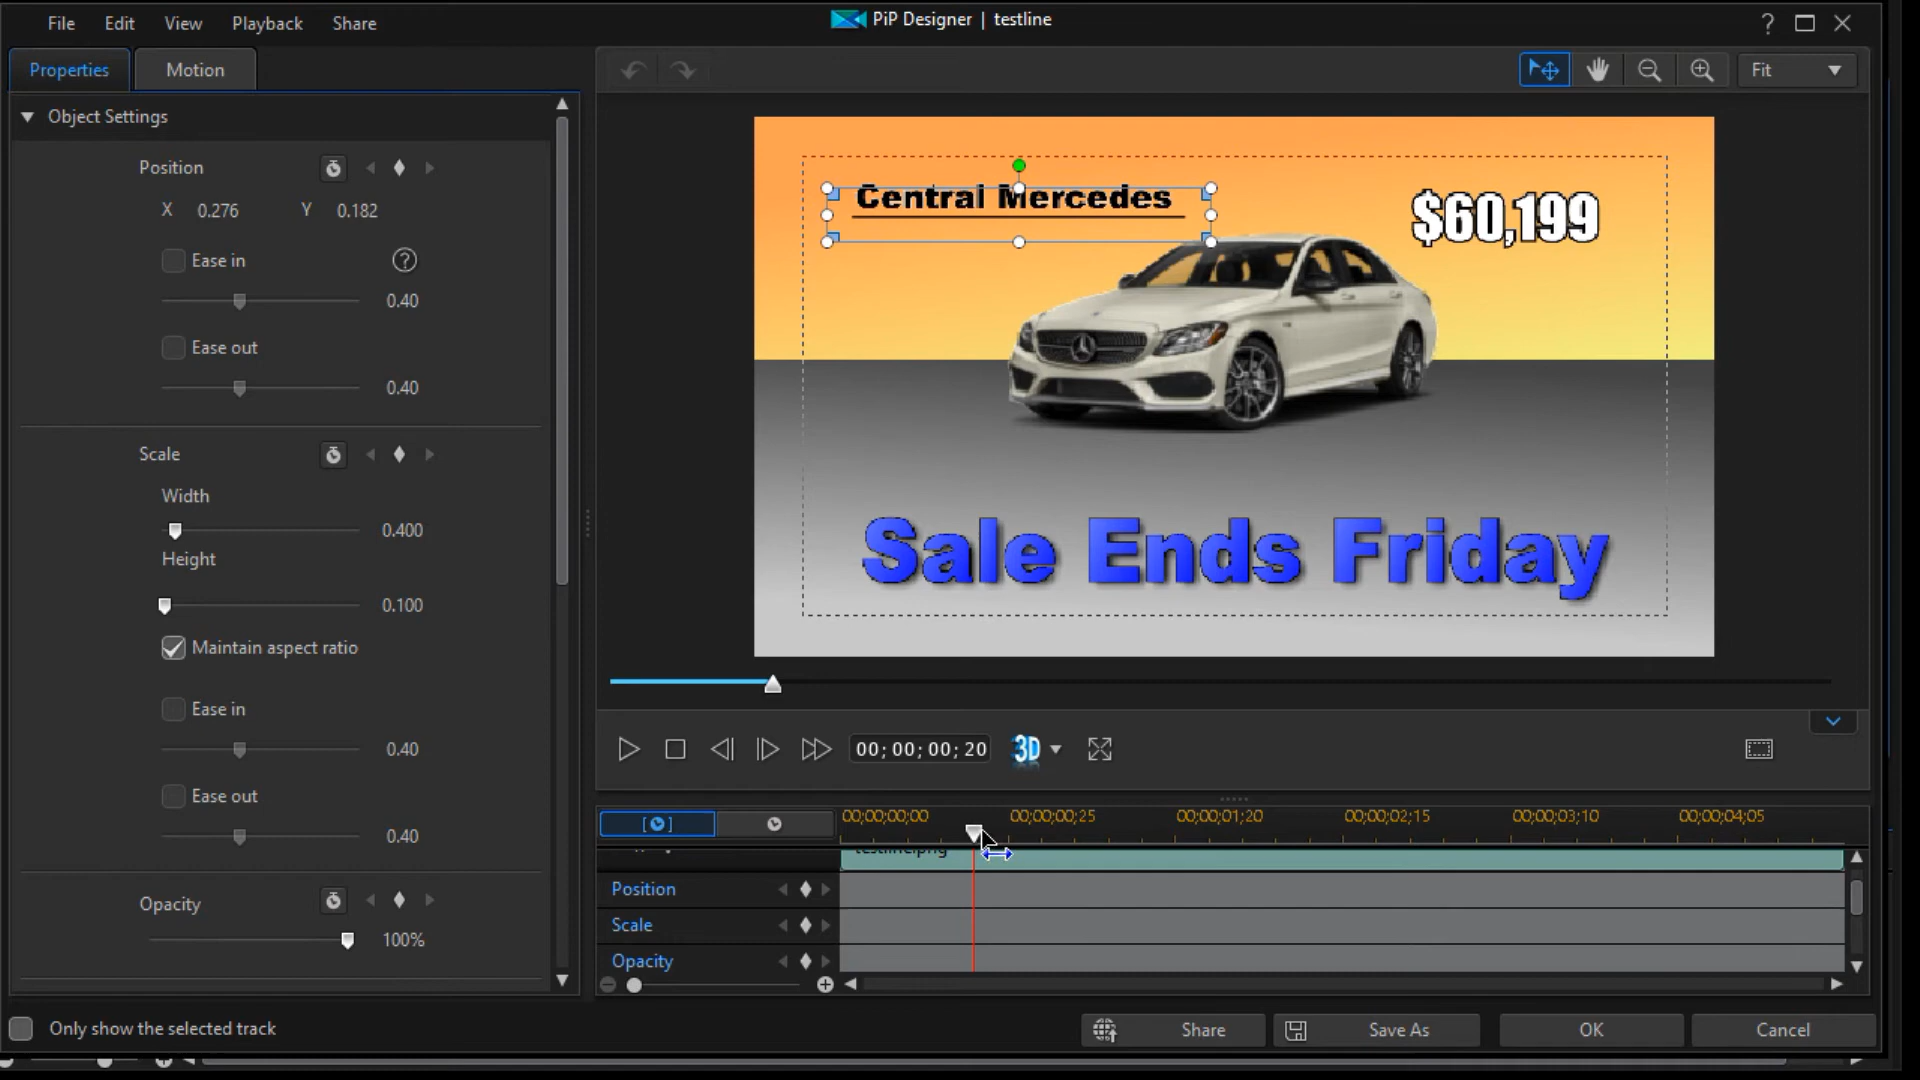 File Edit View Playback Share
PiP Designer | testline
?
Properties Motion
Fit
Object Settings
Position
X 0.276 Y 0.182
Ease in ?
0.40
Ease out
0.40
Scale
Width
0.400
Height
0.100
Maintain aspect ratio
Ease in
0.40
Ease out
0.40
Opacity
100%
Central Mercedes
$60,199
Sale Ends Friday
00;00;00;20
3D
00;00;00;00 00;00;00;25 00;00;01;20 00;00;02;15 00;00;03;10 00;00;04;05
testline.png
Position
Scale
Opacity
Only show the selected track
Share Save As OK Cancel